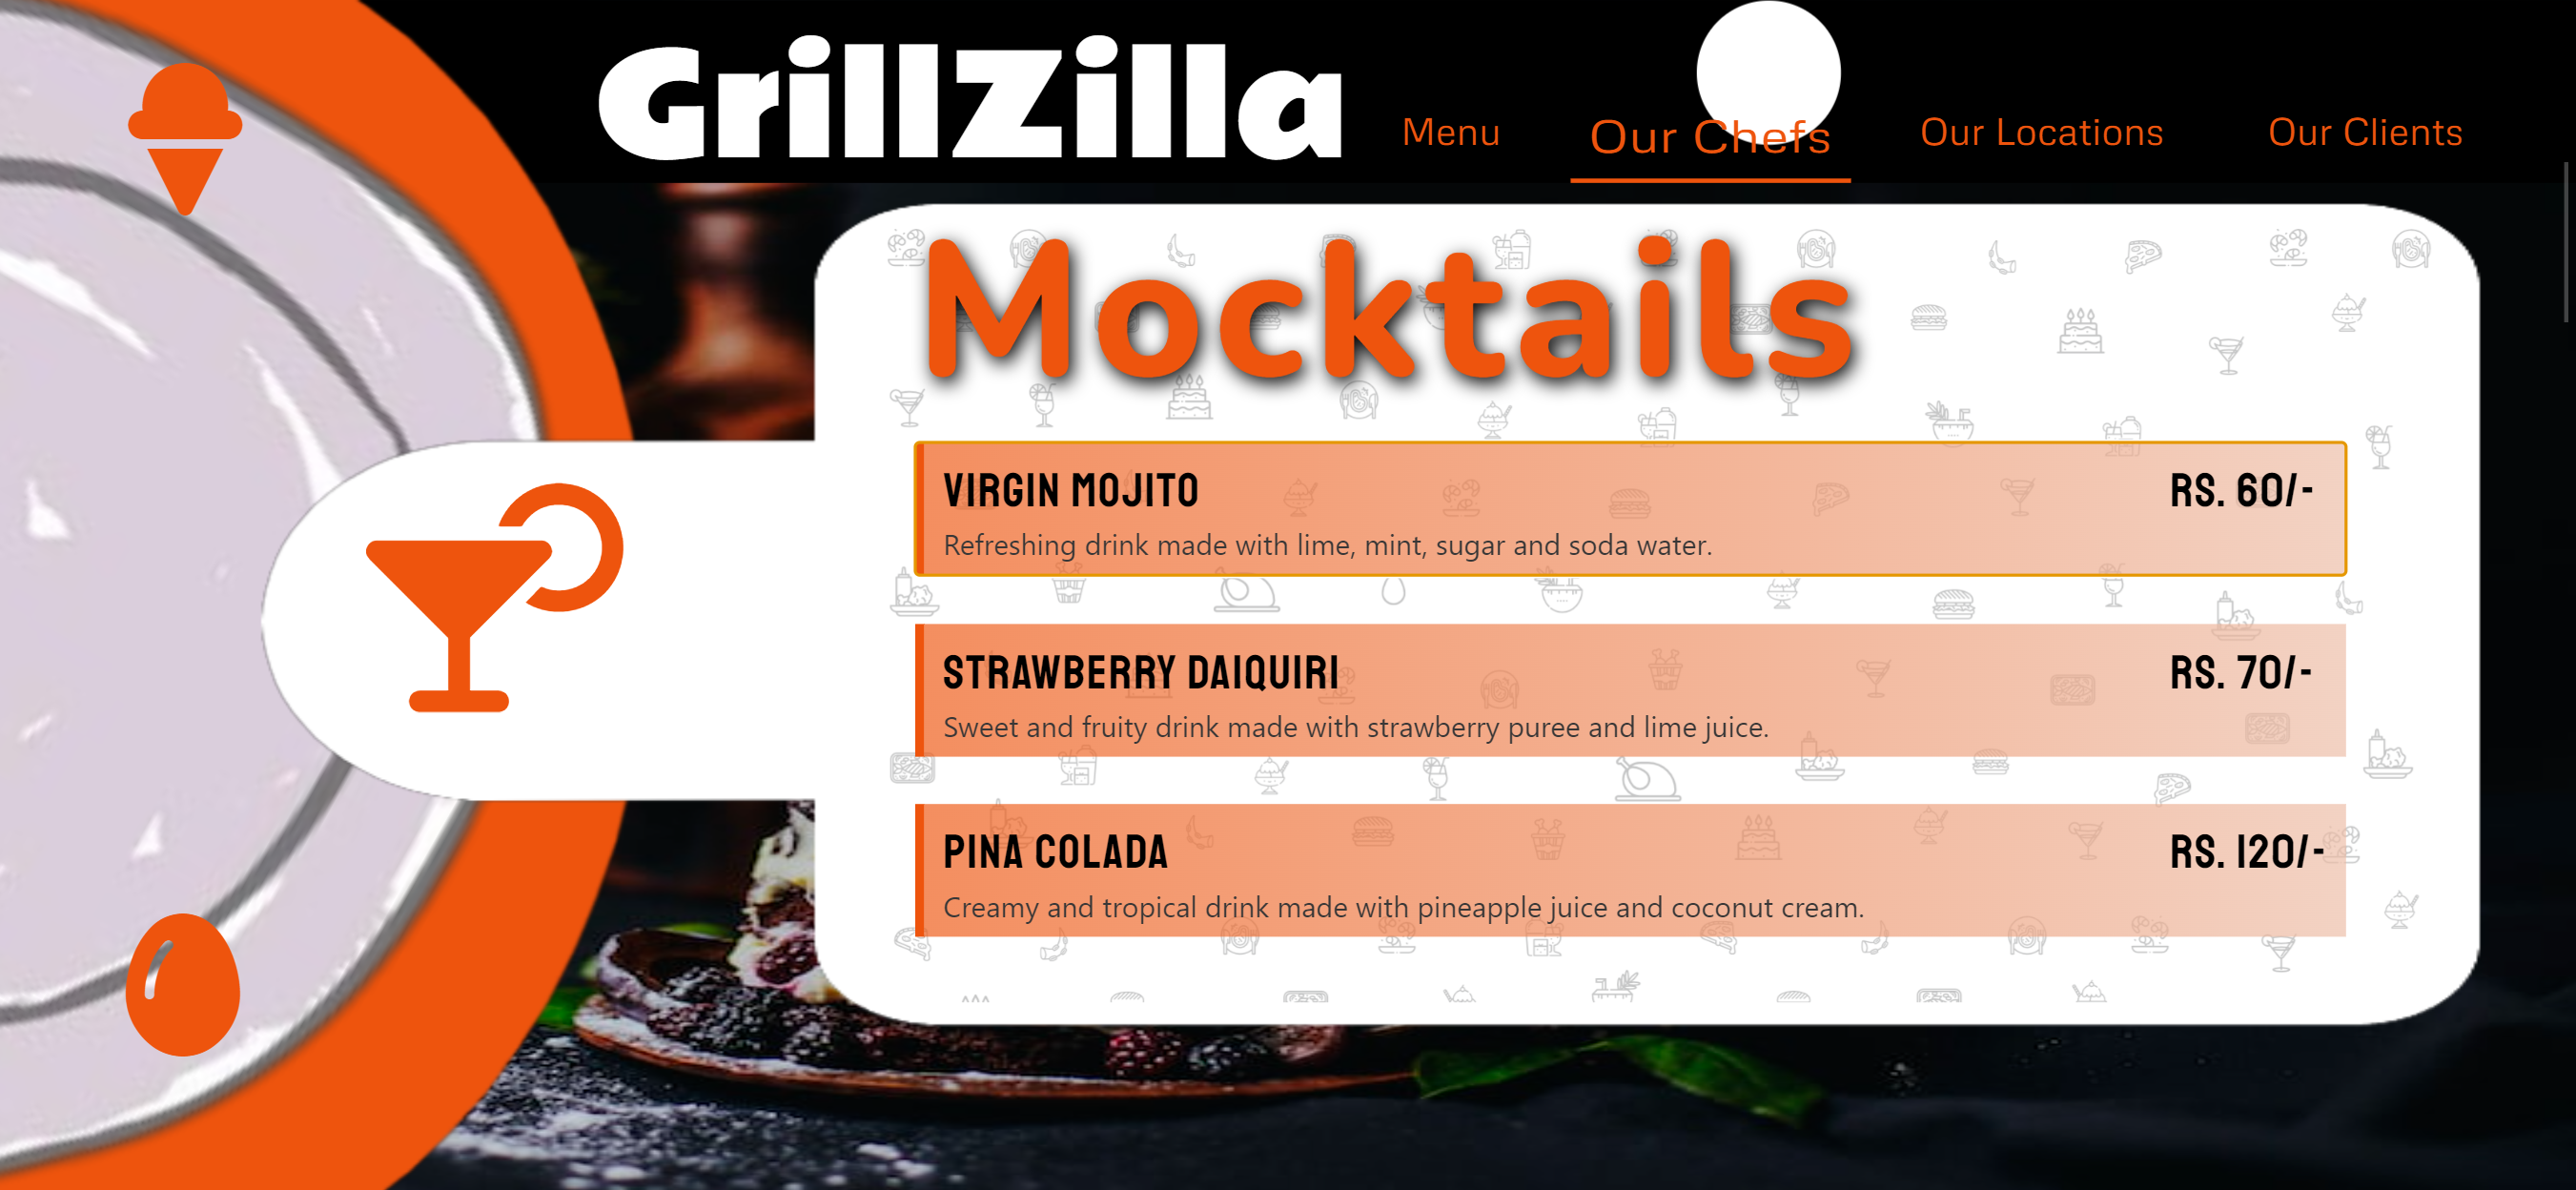 GrillZilla
Menu
Our Chefs
Our Locations
Our Clients
Mocktails
VIRGIN MOJITO
RS. 60/-
Refreshing drink made with lime, mint, sugar and soda water.
STRAWBERRY DAIQUIRI
RS. 70/-
Sweet and fruity drink made with strawberry puree and lime juice.
PINA COLADA
RS. 120/-
Creamy and tropical drink made with pineapple juice and coconut cream.